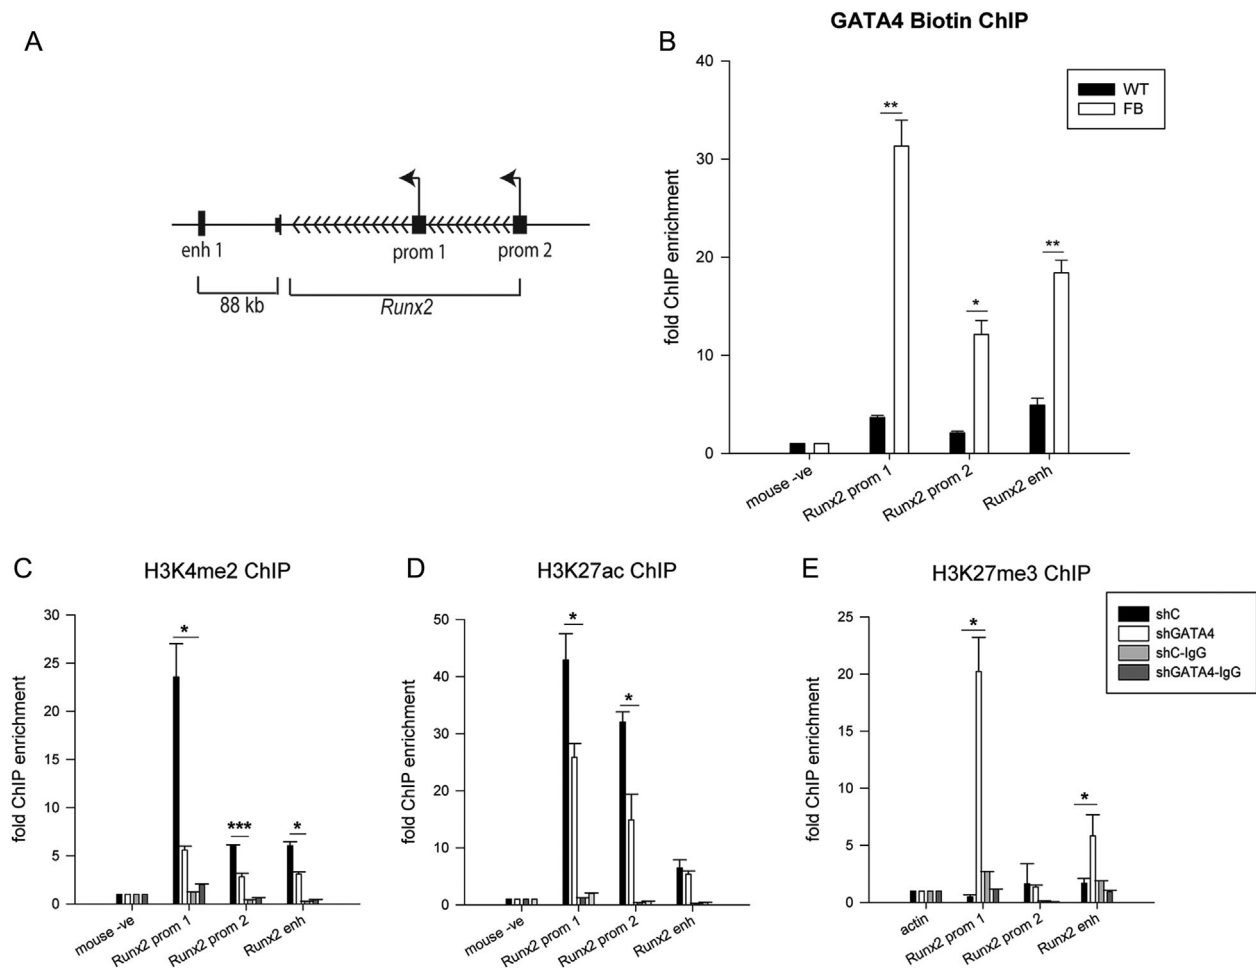 A
enh 1
prom 1
prom 2
88 kb
Runx2
B
GATA4 Biotin ChIP
fold ChIP enrichment
40
30
20
10
0
WT
FB
**
*
**
mouse -ve
Runx2 prom 1
Runx2 prom 2
Runx2 enh
C
H3K4me2 ChIP
fold ChIP enrichment
30
25
20
15
10
5
0
*
***
*
mouse -ve
Runx2 prom 1
Runx2 prom 2
Runx2 enh
D
H3K27ac ChIP
fold ChIP enrichment
50
40
30
20
10
0
*
*
mouse -ve
Runx2 prom 1
Runx2 prom 2
Runx2 enh
E
H3K27me3 ChIP
fold ChIP enrichment
25
20
15
10
5
0
*
*
actin
Runx2 prom 1
Runx2 prom 2
Runx2 enh
shC
shGATA4
shC-IgG
shGATA4-IgG